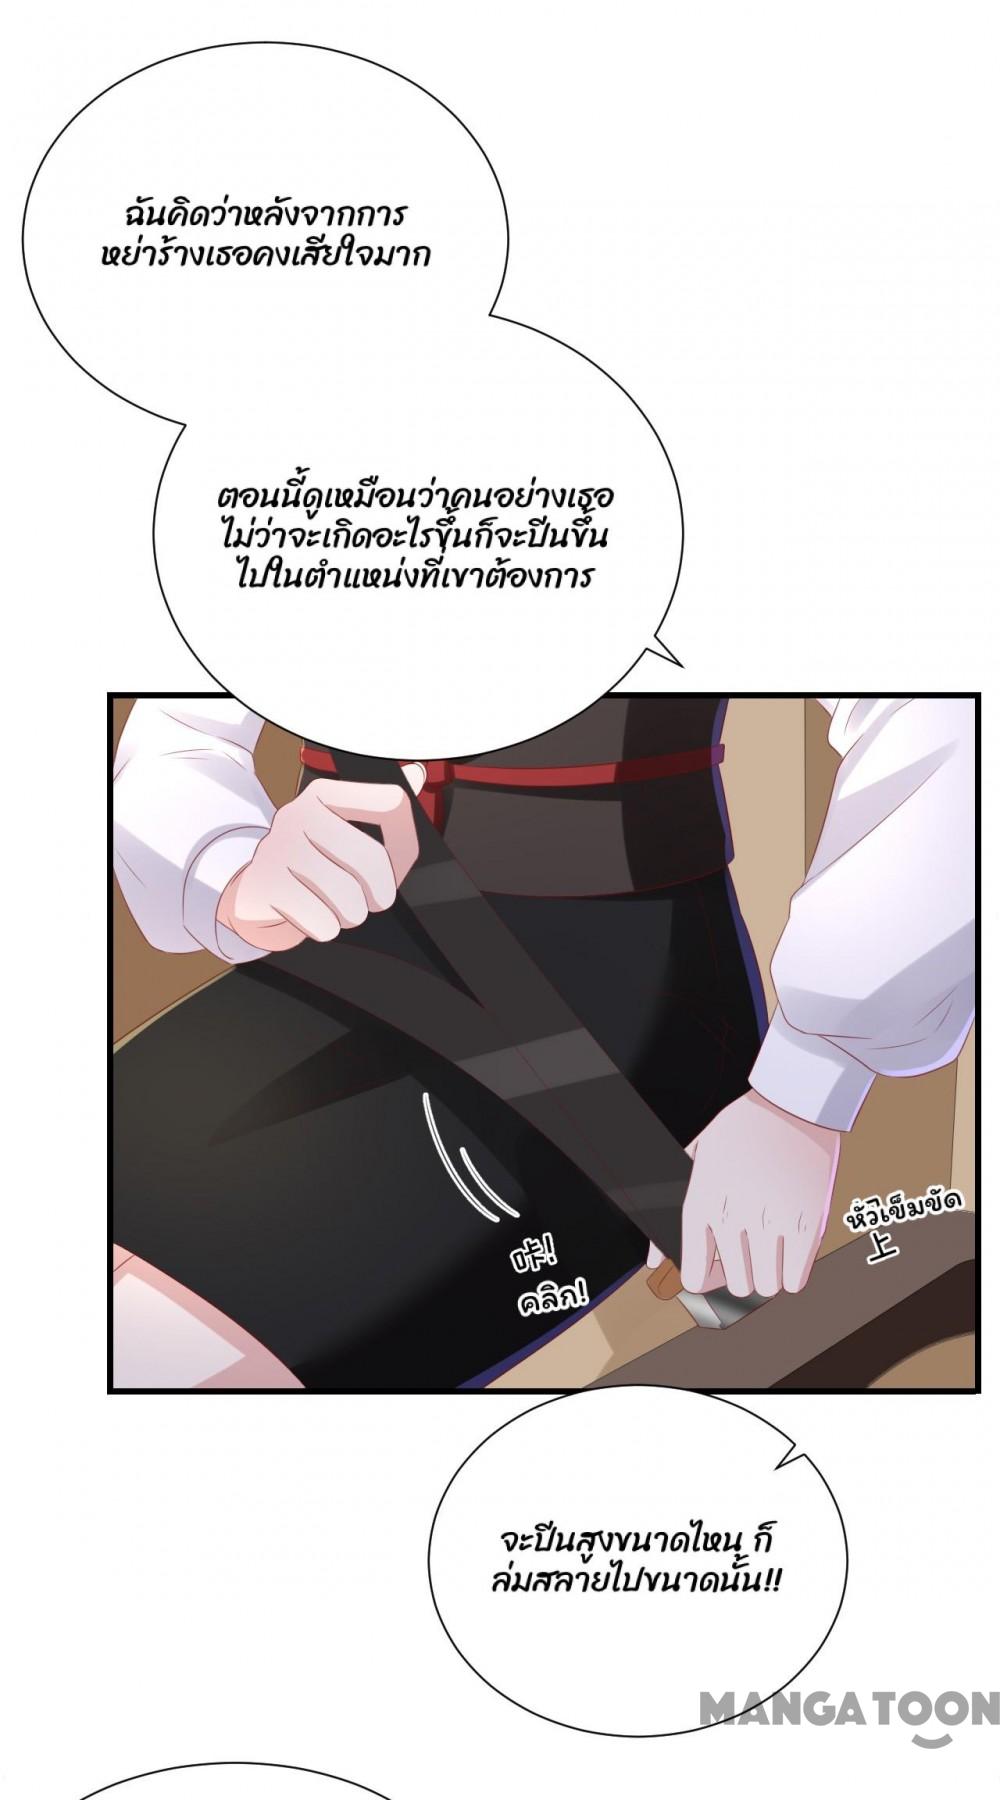 ฉันคิดว่าหลังจากการ
หย่าร้างเธอคงเสียใจมาก
ตอนนี้ดูเหมือนว่าคนอย่างเธอ
ไม่ว่าจะเกิดอะไรขึ้นก็จะปีนขึ้น
ไปในตำแหน่งที่เขาต้องการ
หัวเข็มขัด
上
咔!
คลิก!
จะปีนสูงขนาดไหน ก็
ล่มสลายไปขนาดนั้น!!
MANGATOON